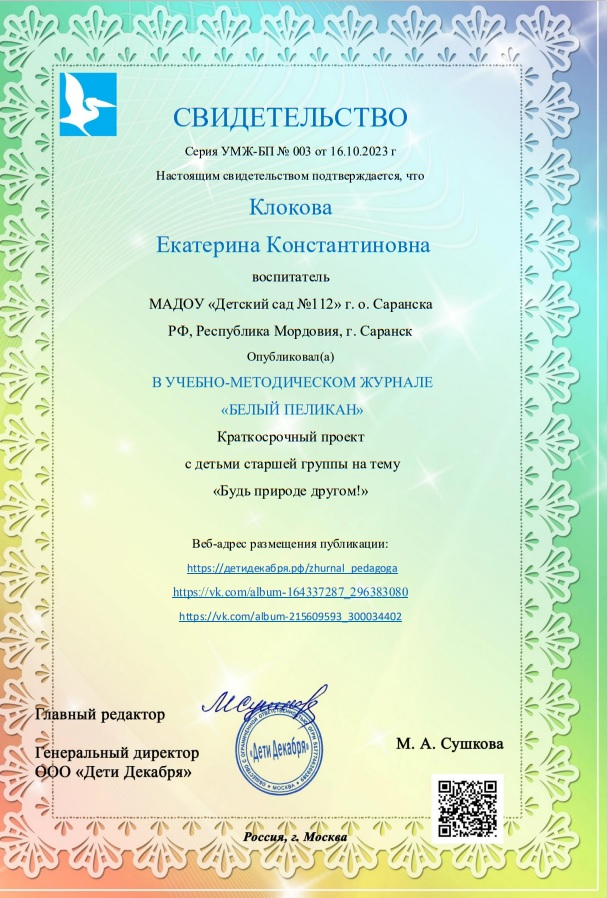 СВИДЕТЕЛЬСТВО
Серия УМЖ-БП № 003 от 16.10.2023 г
Настоящим свидетельством подтверждается, что
Клокова
Екатерина Константиновна
воспитатель
МАДОУ «Детский сад №112» г. о. Саранска
РФ, Республика Мордовия, г. Саранск
Опубликовал(а)
В УЧЕБНО-МЕТОДИЧЕСКОМ ЖУРНАЛЕ
«БЕЛЫЙ ПЕЛИКАН»
Краткосрочный проект
с детьми старшей группы на тему
«Будь природе другом!»
Веб-адрес размещения публикации:
https://детидекабря.рф/zhurnal_pedagoga
https://vk.com/album-164337287_296383080
https://vk.com/album-215609593_300034402
Главный редактор
Генеральный директор
ООО «Дети Декабря»
«Дети Декабря»
МОСКВА
М. А. Сушкова
Россия, г. Москва